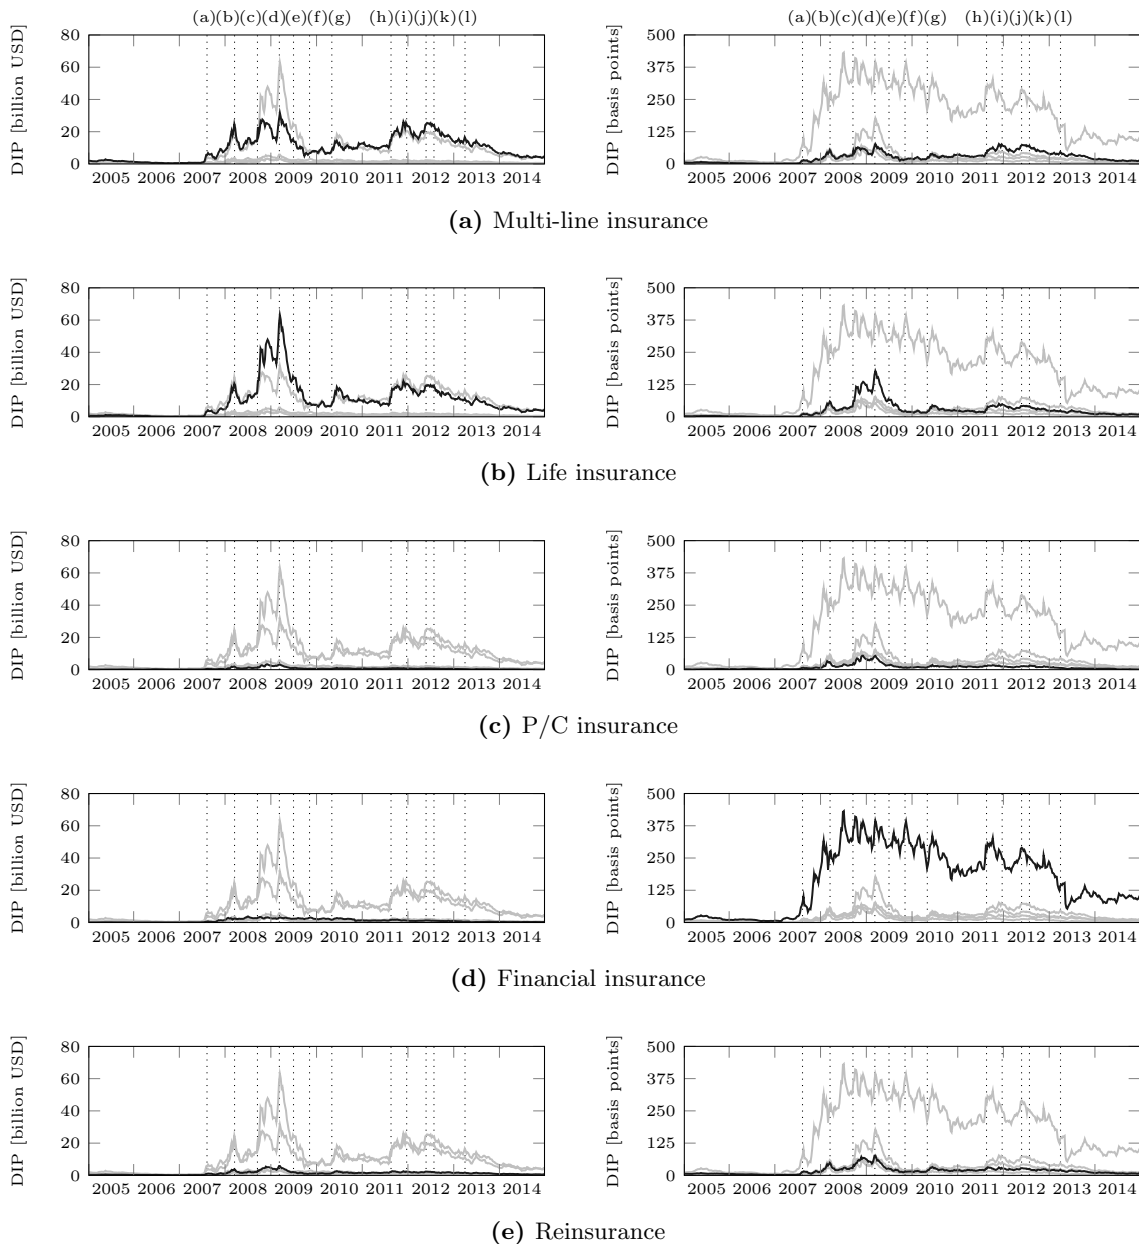 (a)(b)(c)(d)(e)(f)(g) (h)(i)(j)(k)(l) (a)(b)(c)(d)(e)(f)(g) (h)(i)(j)(k)(l)
DIP [billion USD] 80 60 40 20 0
2005 2006 2007 2008 2009 2010 2011 2012 2013 2014
DIP [basis points] 500 375 250 125 0
2005 2006 2007 2008 2009 2010 2011 2012 2013 2014
(a) Multi-line insurance
DIP [billion USD] 80 60 40 20 0
2005 2006 2007 2008 2009 2010 2011 2012 2013 2014
DIP [basis points] 500 375 250 125 0
2005 2006 2007 2008 2009 2010 2011 2012 2013 2014
(b) Life insurance
DIP [billion USD] 80 60 40 20 0
2005 2006 2007 2008 2009 2010 2011 2012 2013 2014
DIP [basis points] 500 375 250 125 0
2005 2006 2007 2008 2009 2010 2011 2012 2013 2014
(c) P/C insurance
DIP [billion USD] 80 60 40 20 0
2005 2006 2007 2008 2009 2010 2011 2012 2013 2014
DIP [basis points] 500 375 250 125 0
2005 2006 2007 2008 2009 2010 2011 2012 2013 2014
(d) Financial insurance
DIP [billion USD] 80 60 40 20 0
2005 2006 2007 2008 2009 2010 2011 2012 2013 2014
DIP [basis points] 500 375 250 125 0
2005 2006 2007 2008 2009 2010 2011 2012 2013 2014
(e) Reinsurance